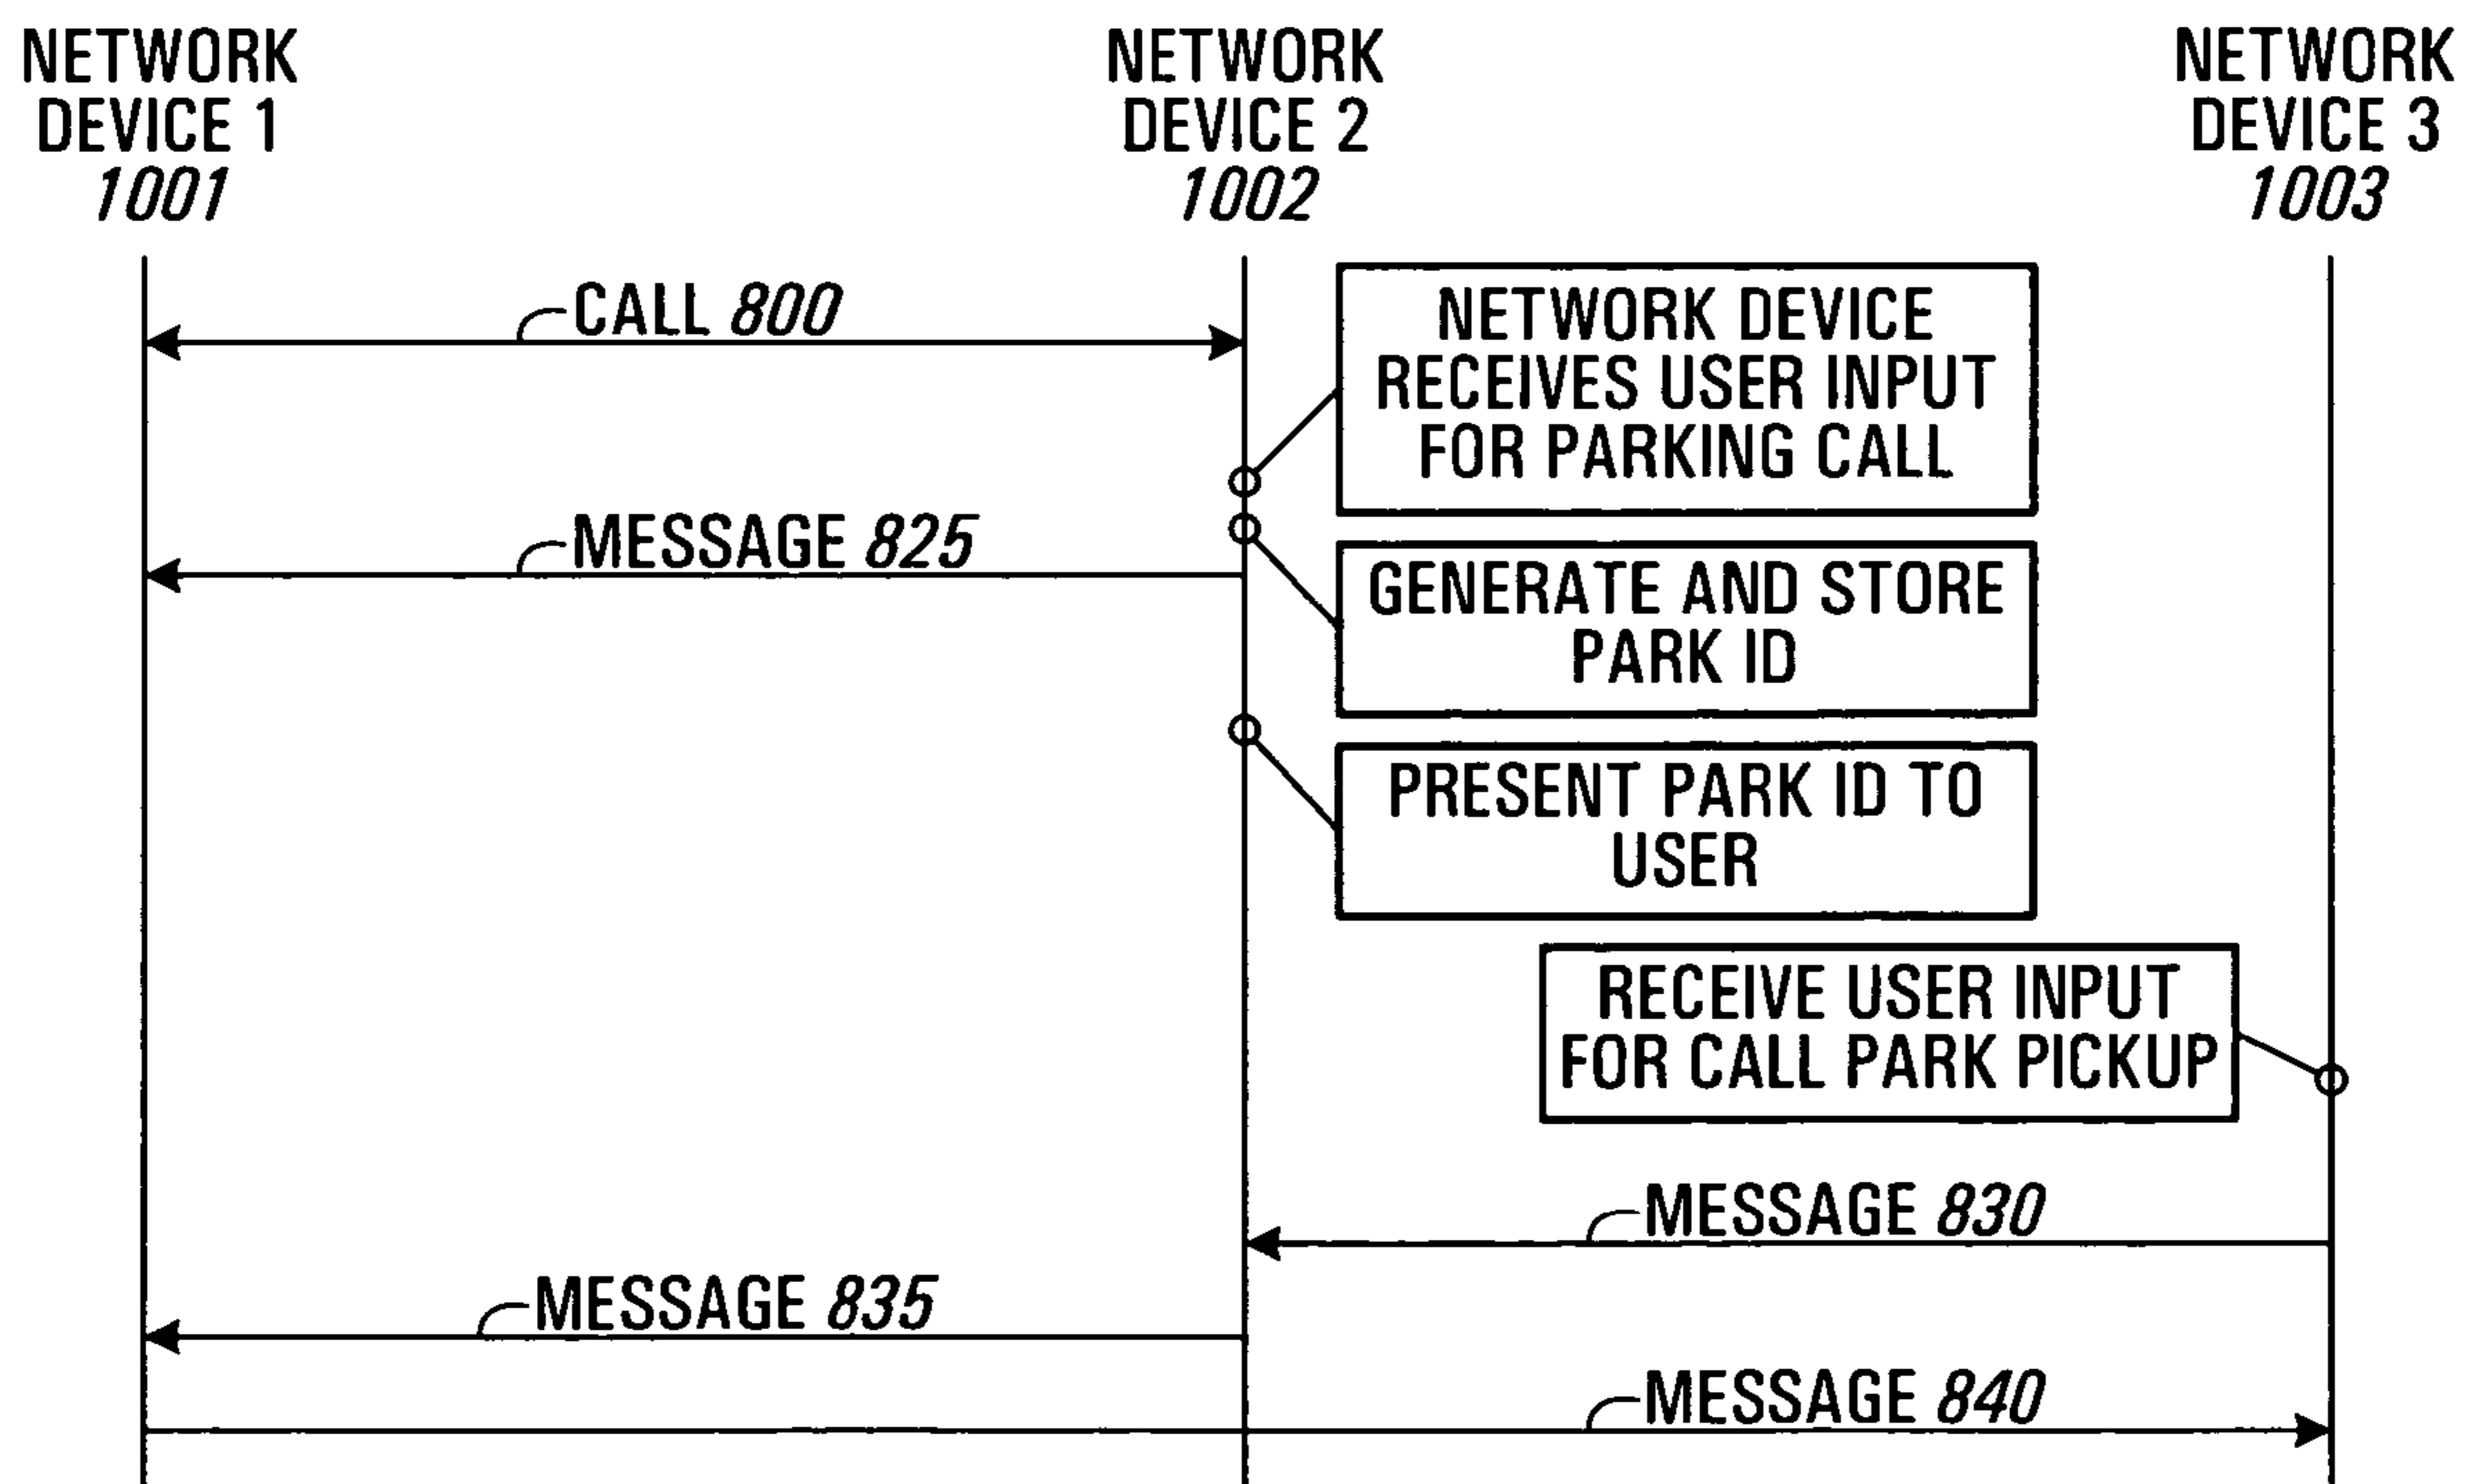 NETWORK
DEVICE 1
1001
NETWORK
DEVICE 2
1002
NETWORK
DEVICE 3
1003
CALL 800
NETWORK DEVICE
RECEIVES USER INPUT
FOR PARKING CALL
MESSAGE 825
GENERATE AND STORE
PARK ID
PRESENT PARK ID TO
USER
RECEIVE USER INPUT
FOR CALL PARK PICKUP
MESSAGE 830
MESSAGE 835
MESSAGE 840